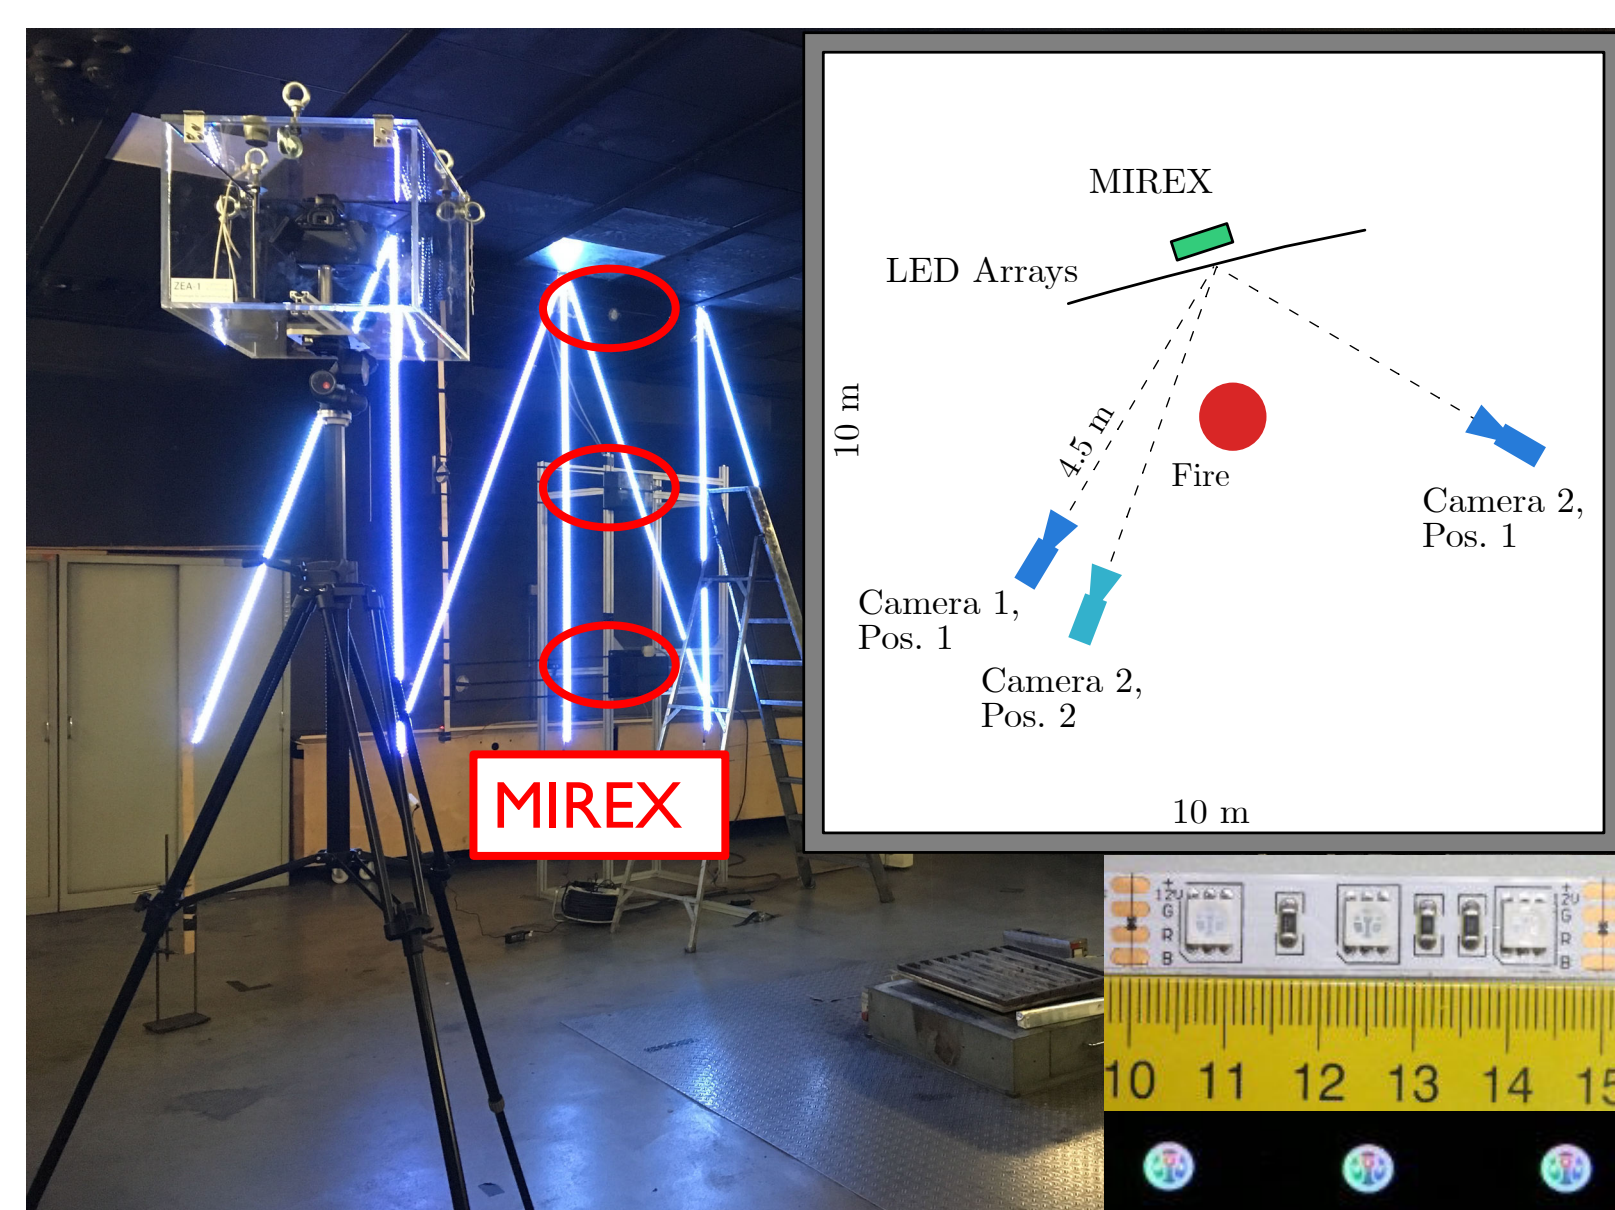 ZEA-1
MIREX
MIREX
LED Arrays
10 m
4.5 m
Fire
Camera 2,
Pos. 1
Camera 1,
Pos. 1
Camera 2,
Pos. 2
10 m
+
12V
G
R
B
+
12V
G
R
B
10 11 12 13 14 15